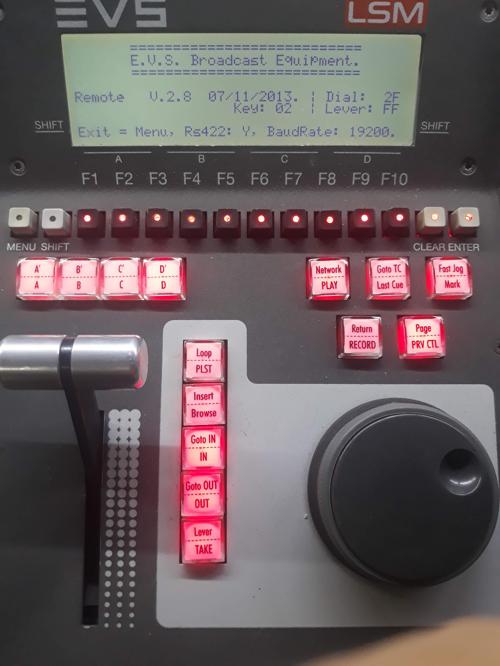 EVS LSM
E.V.S. Broadcast Equipment.
Remote V.2.8 07/11/2013. | Dial: 2F
Key: 02 | Lever: FF
SHIFT SHIFT
Exit = Menu, Rs422: Y, BaudRate: 19200.
A B C D
F1 F2 F3 F4 F5 F6 F7 F8 F9 F10
MENU SHIFT CLEAR ENTER
A' B' C' D' Network Goto TC Fast Jog
A B C D PLAY Last Cue Mark
Return Page
RECORD PRV CTL
Loop
PLST
Insert
Browse
Goto IN
IN
Goto OUT
OUT
Lever
TAKE